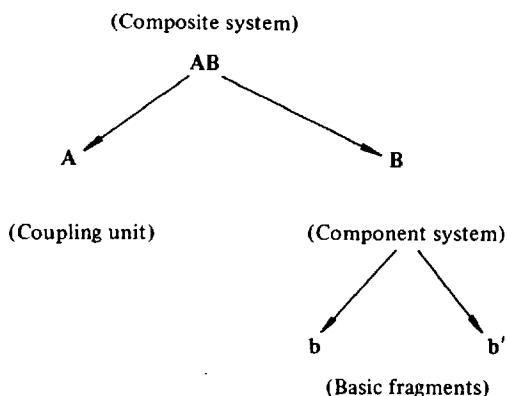 (Composite system)
AB
A B
(Coupling unit) (Component system)
b b'
(Basic fragments)